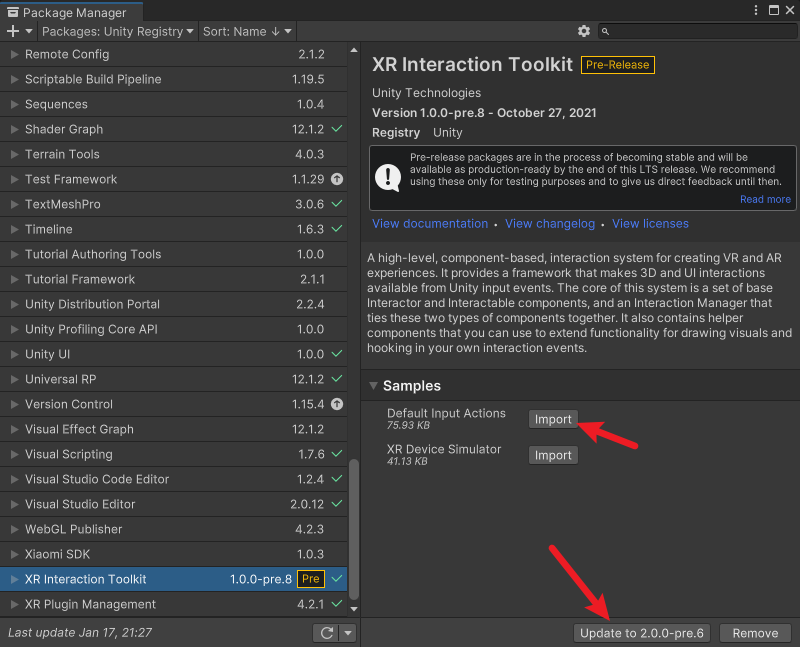 Package Manager
Packages: Unity Registry
Sort: Name ↓
Remote Config 2.1.2
Scriptable Build Pipeline 1.19.5
Sequences 1.0.4
Shader Graph 12.1.2
Terrain Tools 4.0.3
Test Framework 1.1.29
TextMeshPro 3.0.6
Timeline 1.6.3
Tutorial Authoring Tools 1.0.0
Tutorial Framework 2.1.1
Unity Distribution Portal 2.2.4
Unity Profiling Core API 1.0.0
Unity UI 1.0.0
Universal RP 12.1.2
Version Control 1.15.4
Visual Effect Graph 12.1.2
Visual Scripting 1.7.6
Visual Studio Code Editor 1.2.4
Visual Studio Editor 2.0.12
WebGL Publisher 4.2.3
Xiaomi SDK 1.0.3
XR Interaction Toolkit 1.0.0-pre.8 Pre
XR Plugin Management 4.2.1
Last update Jan 17, 21:27
XR Interaction Toolkit Pre-Release
Unity Technologies
Version 1.0.0-pre.8 - October 27, 2021
Registry Unity
Pre-release packages are in the process of becoming stable and will be
available as production-ready by the end of this LTS release. We recommend
using these only for testing purposes and to give us direct feedback until then.
Read more
View documentation • View changelog • View licenses
A high-level, component-based, interaction system for creating VR and AR
experiences. It provides a framework that makes 3D and UI interactions
available from Unity input events. The core of this system is a set of base
Interactor and Interactable components, and an Interaction Manager that
ties these two types of components together. It also contains helper
components that you can use to extend functionality for drawing visuals and
hooking in your own interaction events.
Samples
Default Input Actions Import
75.93 KB
XR Device Simulator Import
41.13 KB
Update to 2.0.0-pre.6 Remove